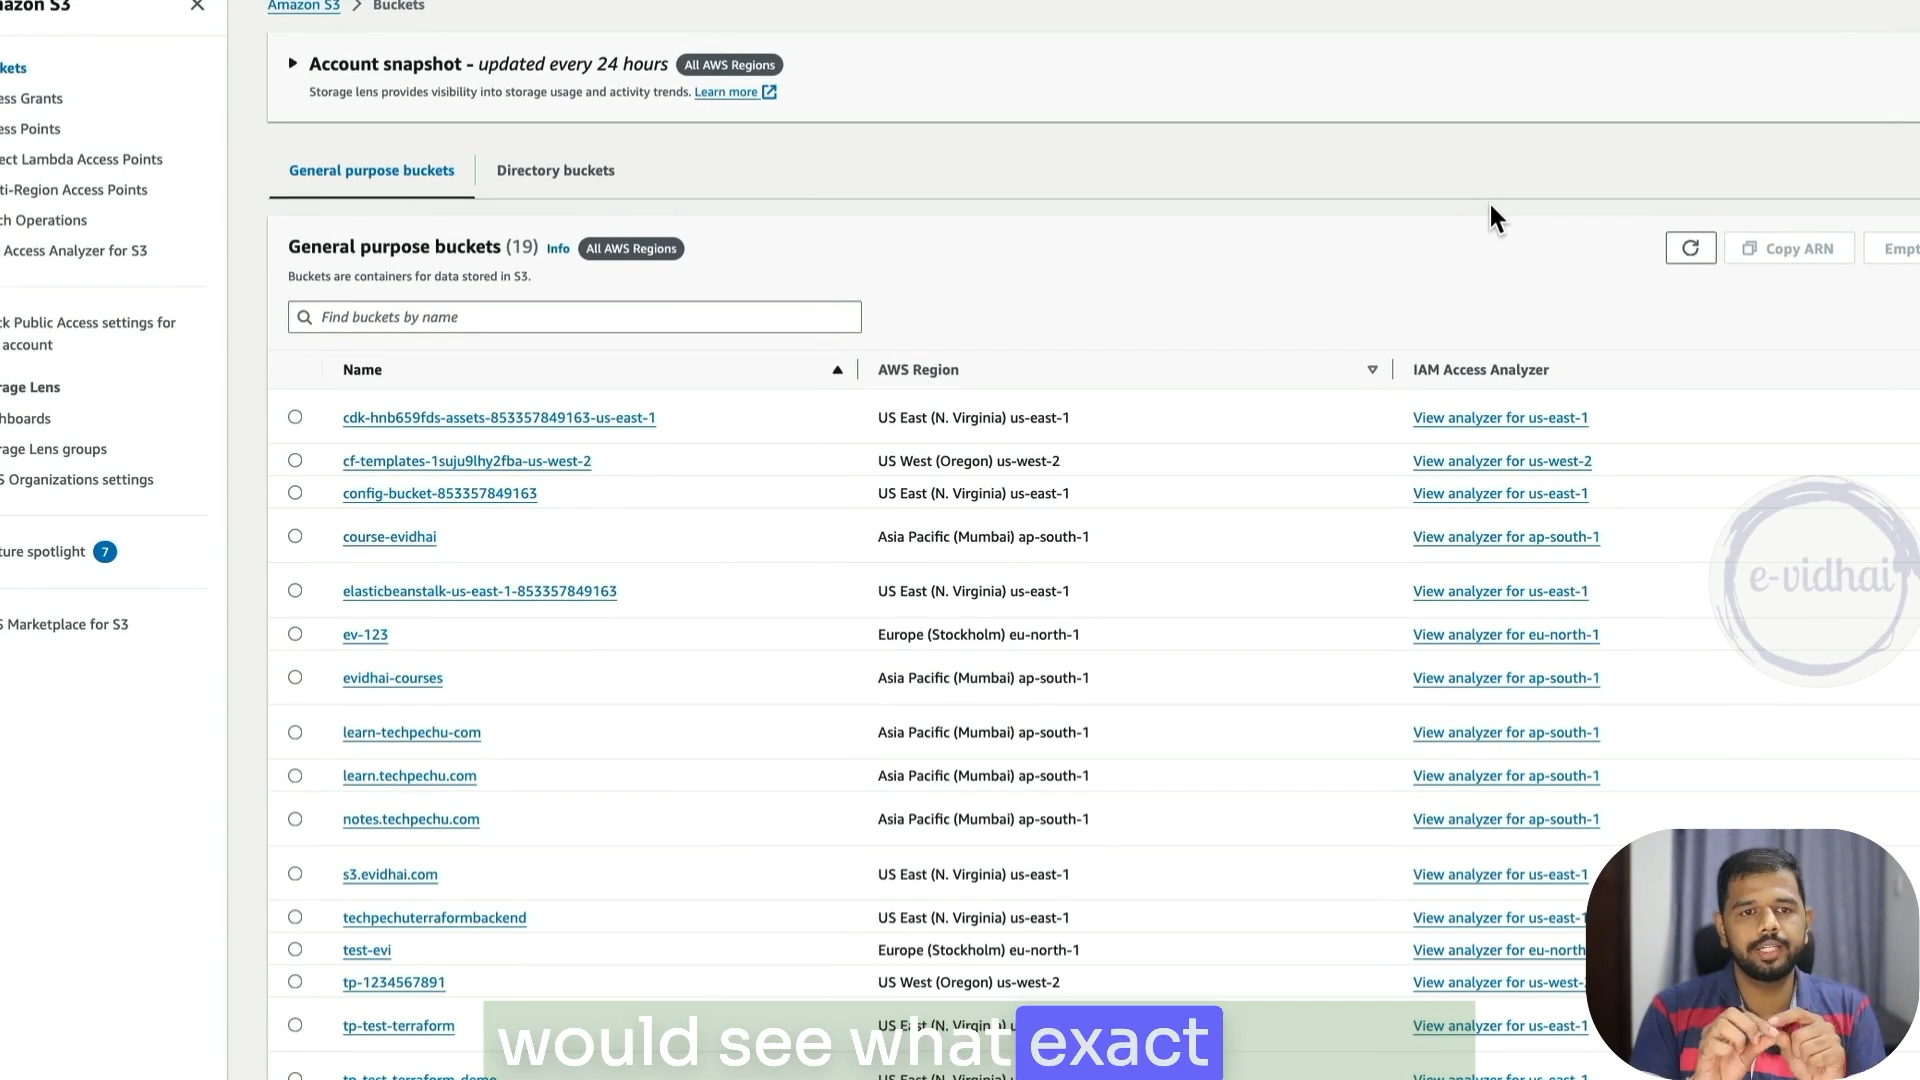 mazon S3
Amazon S3 > Buckets
kets
ess Grants
ess Points
ect Lambda Access Points
ti-Region Access Points
ch Operations
Access Analyzer for S3
ck Public Access settings for
account
rage Lens
hboards
rage Lens groups
S Organizations settings
ture spotlight 7
S Marketplace for S3
Account snapshot - updated every 24 hours All AWS Regions
Storage lens provides visibility into storage usage and activity trends. Learn more
General purpose buckets Directory buckets
General purpose buckets (19) Info All AWS Regions
Copy ARN Empt
Buckets are containers for data stored in S3.
Find buckets by name
Name AWS Region IAM Access Analyzer
cdk-hnb659fds-assets-853357849163-us-east-1 US East (N. Virginia) us-east-1 View analyzer for us-east-1
cf-templates-1suju9lhy2fba-us-west-2 US West (Oregon) us-west-2 View analyzer for us-west-2
config-bucket-853357849163 US East (N. Virginia) us-east-1 View analyzer for us-east-1
course-evidhai Asia Pacific (Mumbai) ap-south-1 View analyzer for ap-south-1
elasticbeanstalk-us-east-1-853357849163 US East (N. Virginia) us-east-1 View analyzer for us-east-1
ev-123 Europe (Stockholm) eu-north-1 View analyzer for eu-north-1
evidhai-courses Asia Pacific (Mumbai) ap-south-1 View analyzer for ap-south-1
learn-techpechu-com Asia Pacific (Mumbai) ap-south-1 View analyzer for ap-south-1
learn.techpechu.com Asia Pacific (Mumbai) ap-south-1 View analyzer for ap-south-1
notes.techpechu.com Asia Pacific (Mumbai) ap-south-1 View analyzer for ap-south-1
s3.evidhai.com US East (N. Virginia) us-east-1 View analyzer for us-east-1
techpechuterraformbackend US East (N. Virginia) us-east-1 View analyzer for us-east-1
test-evi Europe (Stockholm) eu-north-1 View analyzer for eu-north
tp-1234567891 US West (Oregon) us-west-2 View analyzer for us-west-
tp-test-terraform US East (N. Virginia) View analyzer for us-east-1
e-vidhai
would see what exact